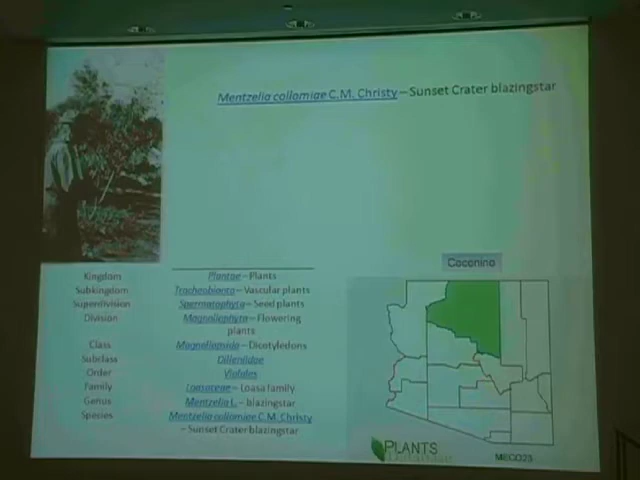 Mentzelia collomiae C.M. Christy – Sunset Crater blazingstar
Coconino
Kingdom Plantae – Plants
Subkingdom Tracheobionta – Vascular plants
Superdivision Spermatophyta – Seed plants
Division Magnoliophyta – Flowering
plants
Class Magnoliopsida – Dicotyledons
Subclass Dilleniidae
Order Violales
Family Loasaceae – Loasa family
Genus Mentzelia L. – blazingstar
Species Mentzelia collomiae C.M. Christy
– Sunset Crater blazingstar
PLANTS
Database
MECO23